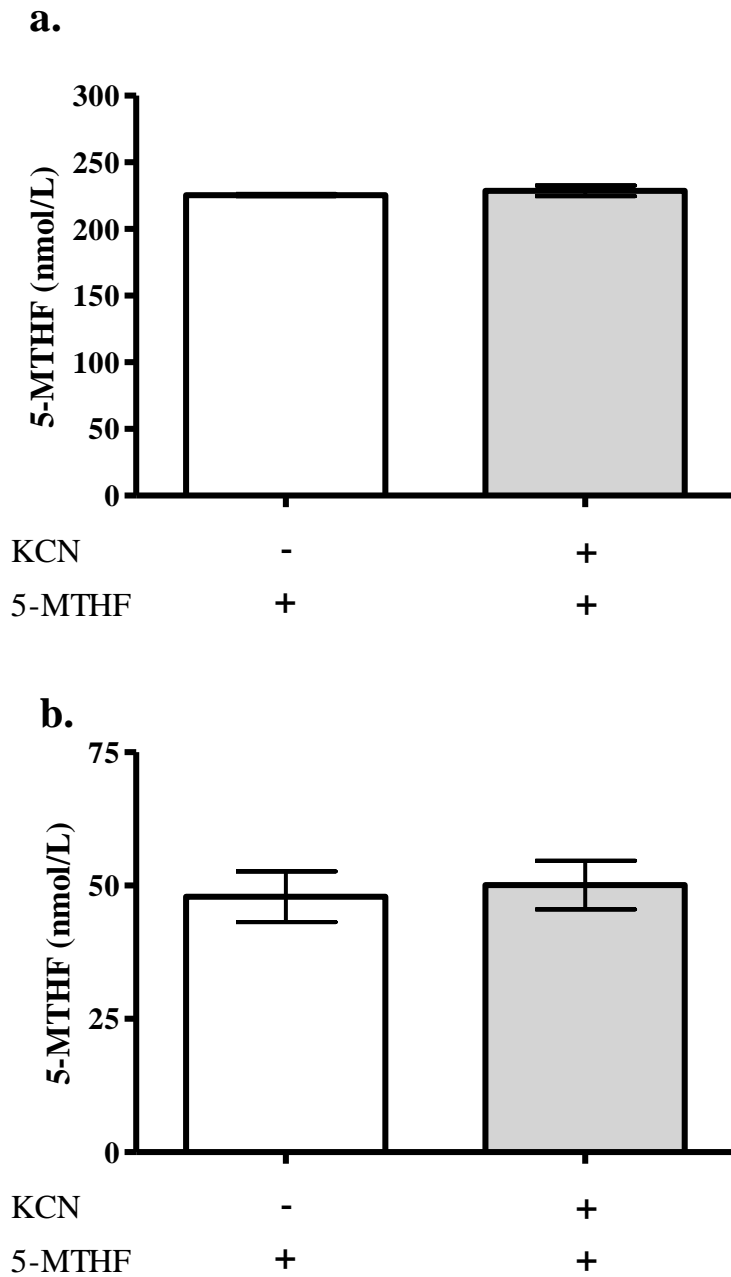 a.
300
250
200
150
100
50
0
5-MTHF (nmol/L)
KCN - +
5-MTHF + +
b.
75
50
25
0
5-MTHF (nmol/L)
KCN - +
5-MTHF + +